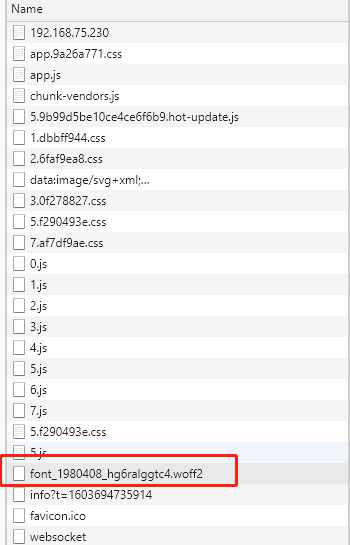 Name
192.168.75.230
app.9a26a771.css
app.js
chunk-vendors.js
5.9b99d5be10ce4ce6f6b9.hot-update.js
1.dbbff944.css
2.6faf9ea8.css
data:image/svg+xml;...
3.0f278827.css
5.f290493e.css
7.af7df9ae.css
0.js
1.js
2.js
3.js
4.js
5.js
6.js
7.js
5.f290493e.css
5.js
font_1980408_hg6ralggtc4.woff2
info?t=1603694735914
favicon.ico
websocket